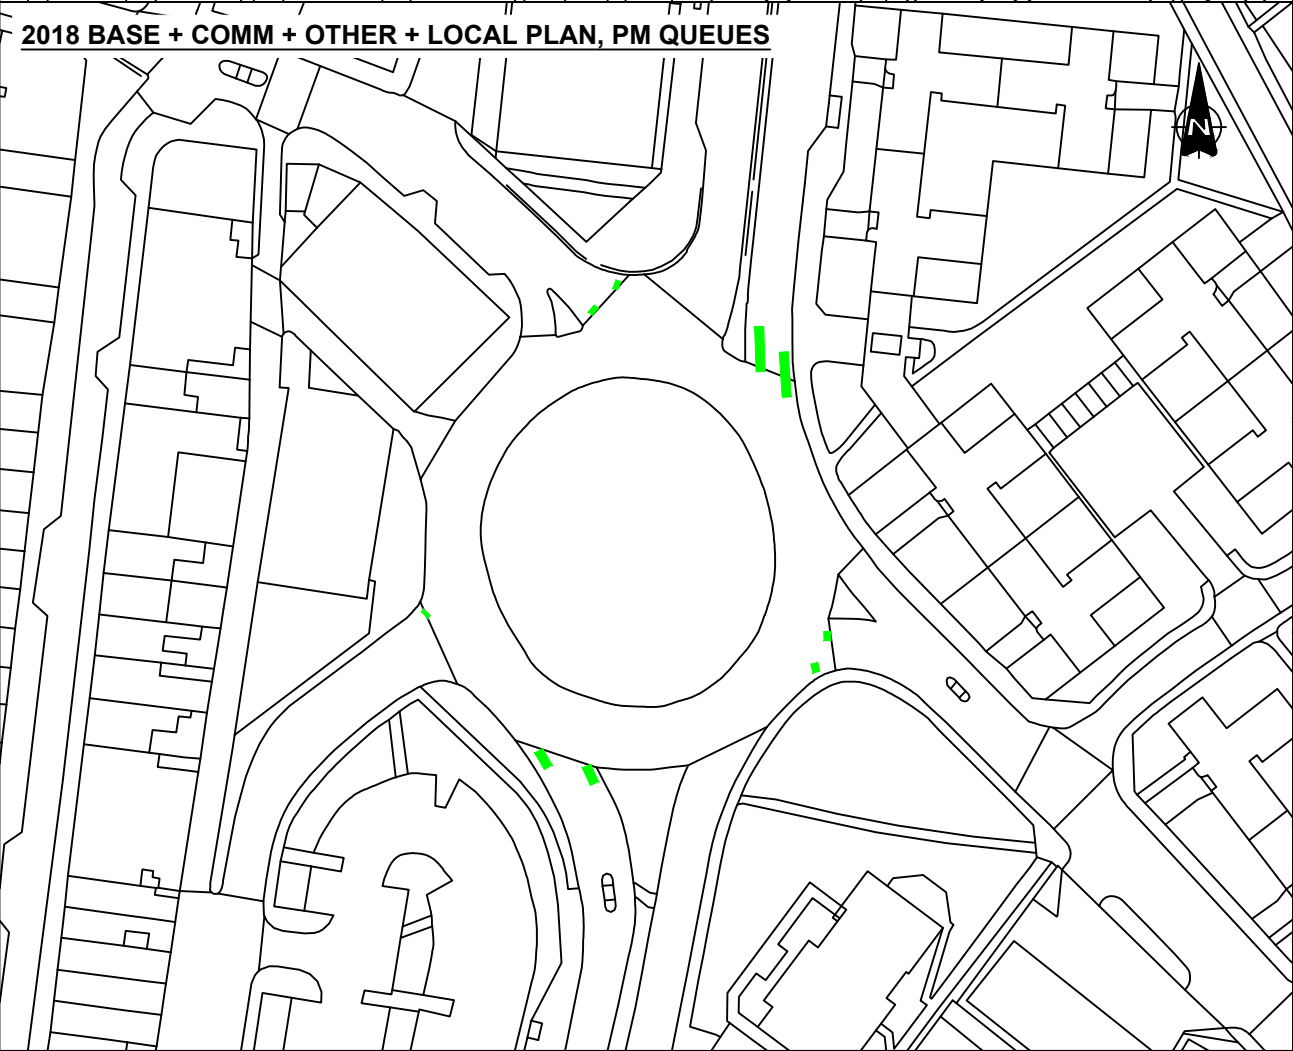 2018 BASE + COMM + OTHER + LOCAL PLAN, PM QUEUES
N